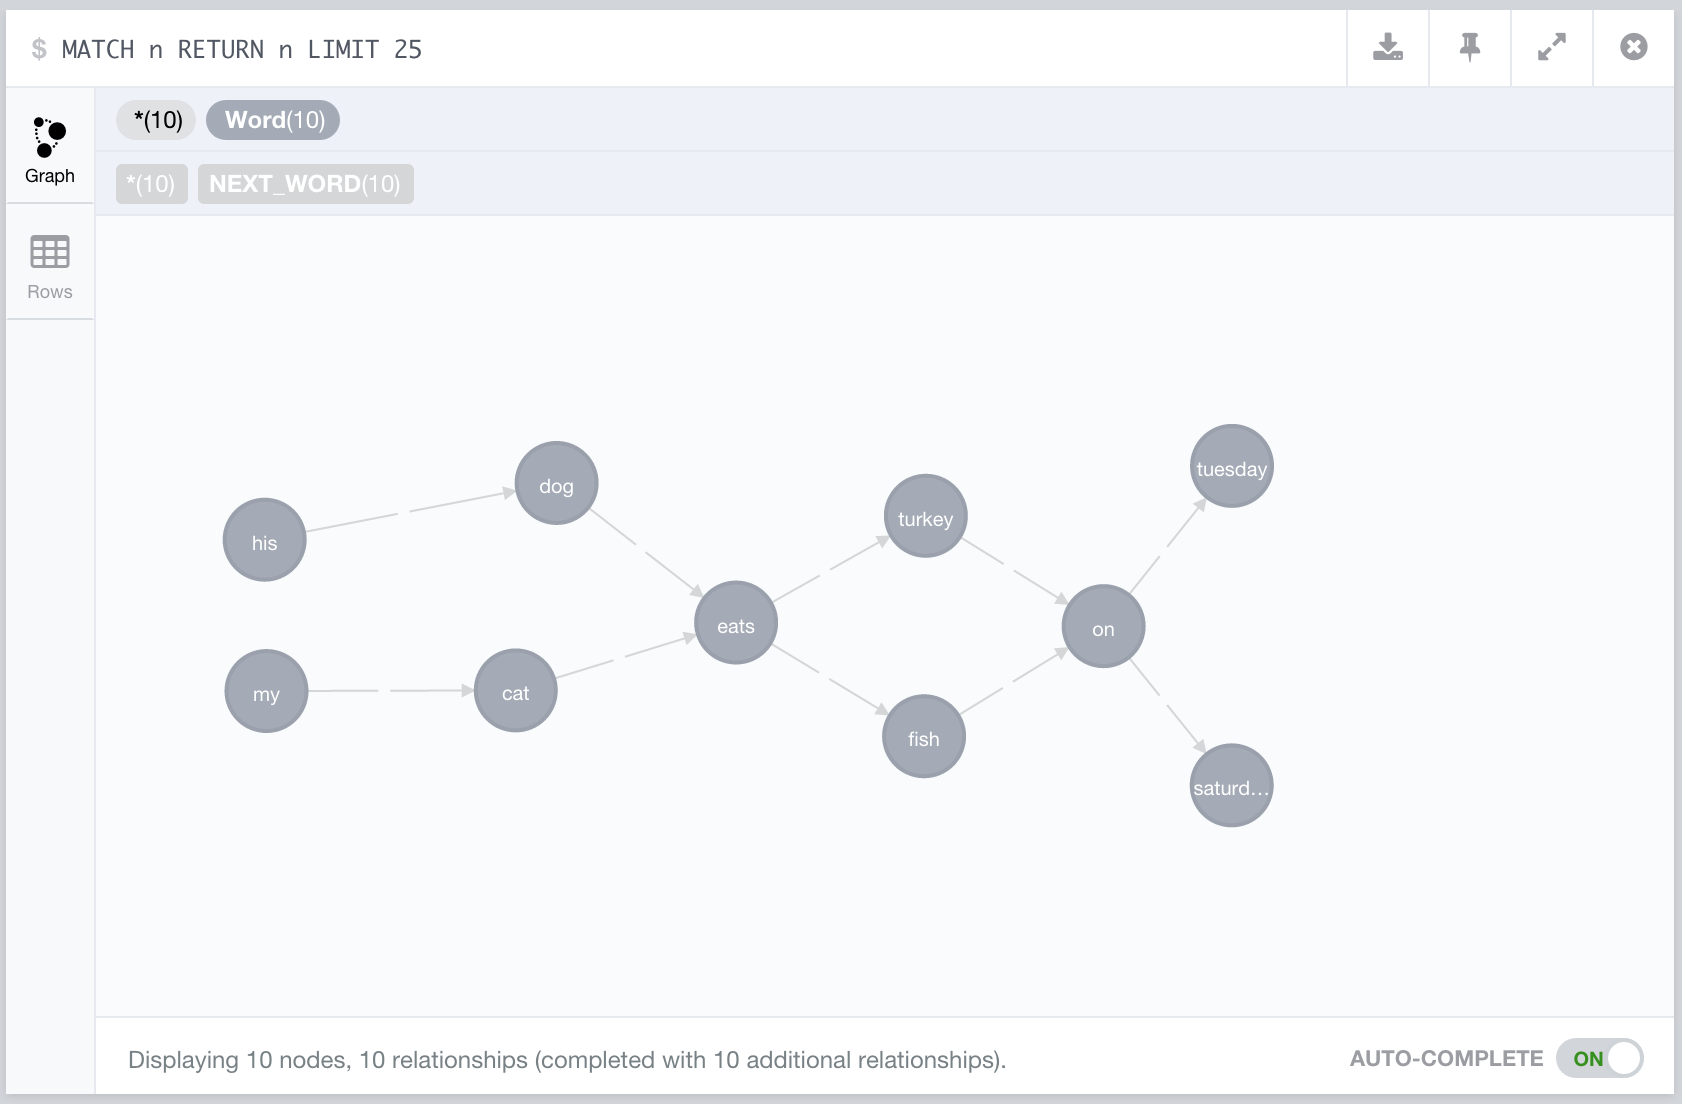 $ MATCH n RETURN n LIMIT 25
*(10) Word(10)
*(10) NEXT_WORD(10)
Graph
Rows
his
dog
my
cat
eats
turkey
fish
on
tuesday
saturd...
Displaying 10 nodes, 10 relationships (completed with 10 additional relationships).
AUTO-COMPLETE ON